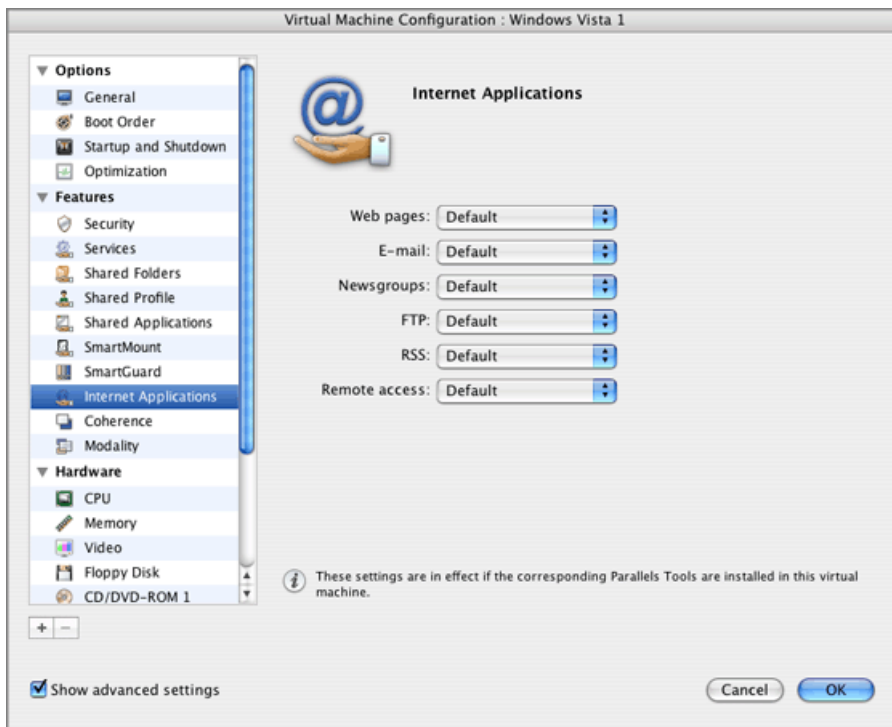 Virtual Machine Configuration : Windows Vista 1
Options
General
Boot Order
Startup and Shutdown
Optimization
Features
Security
Services
Shared Folders
Shared Profile
Shared Applications
SmartMount
SmartGuard
Internet Applications
Coherence
Modality
Hardware
CPU
Memory
Video
Floppy Disk
CD/DVD-ROM 1
Internet Applications
Web pages: Default
E-mail: Default
Newsgroups: Default
FTP: Default
RSS: Default
Remote access: Default
These settings are in effect if the corresponding Parallels Tools are installed in this virtual
machine.
Show advanced settings
Cancel
OK